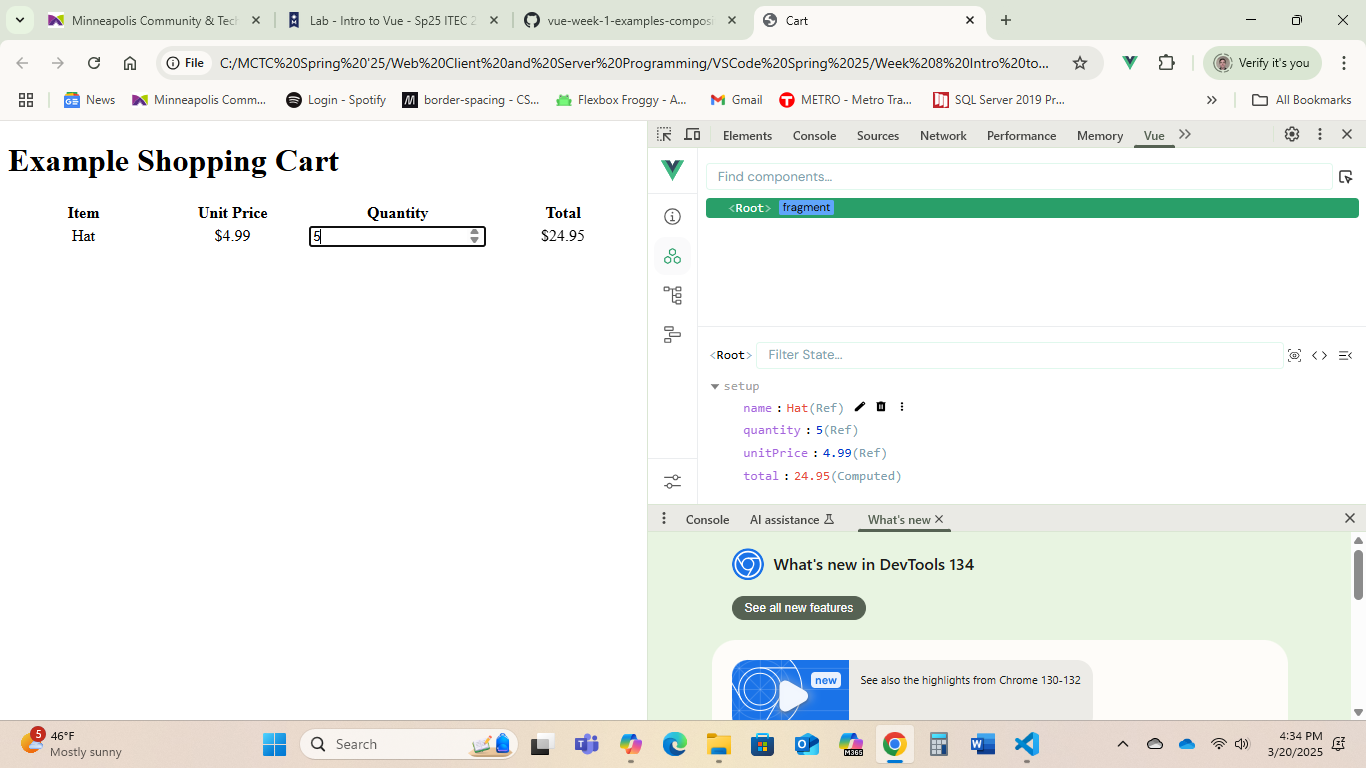 Minneapolis Community & Tech
Lab - Intro to Vue - Sp25 ITEC 2
vue-week-1-examples-composi
Cart
File
C:/MCTC%20Spring%20'25/Web%20Client%20and%20Server%20Programming/VSCode%20Spring%202025/Week%208%20Intro%20to...
Verify it's you
News
Minneapolis Comm...
Login - Spotify
border-spacing - CS...
Flexbox Froggy - A...
Gmail
METRO - Metro Tra...
SQL Server 2019 Pr...
»
All Bookmarks
Example Shopping Cart
Item Unit Price Quantity Total
Hat $4.99 5 $24.95
Elements Console Sources Network Performance Memory Vue »
Find components...
<Root> fragment
<Root> Filter State...
setup
name : Hat(Ref)
quantity : 5(Ref)
unitPrice : 4.99(Ref)
total : 24.95(Computed)
Console AI assistance What's new
What's new in DevTools 134
See all new features
new
See also the highlights from Chrome 130-132
5
46°F
Mostly sunny
Search
M365
4:34 PM
3/20/2025